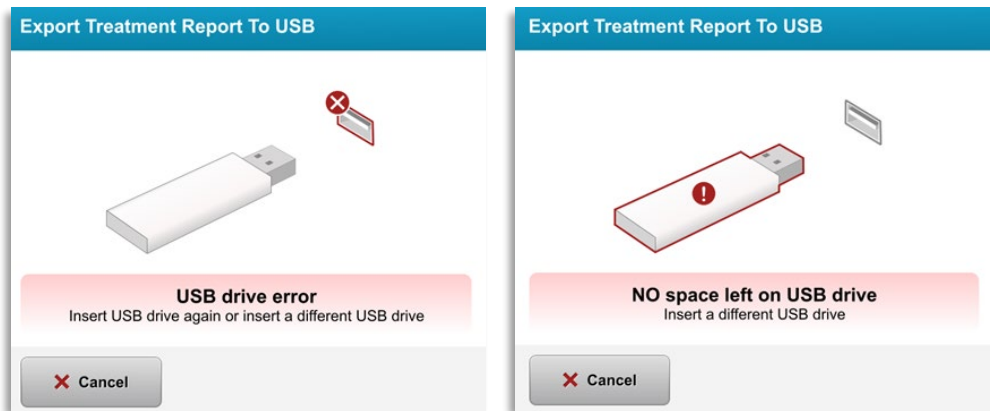 Export Treatment Report To USB
USB drive error
Insert USB drive again or insert a different USB drive
Cancel
Export Treatment Report To USB
NO space left on USB drive
Insert a different USB drive
Cancel